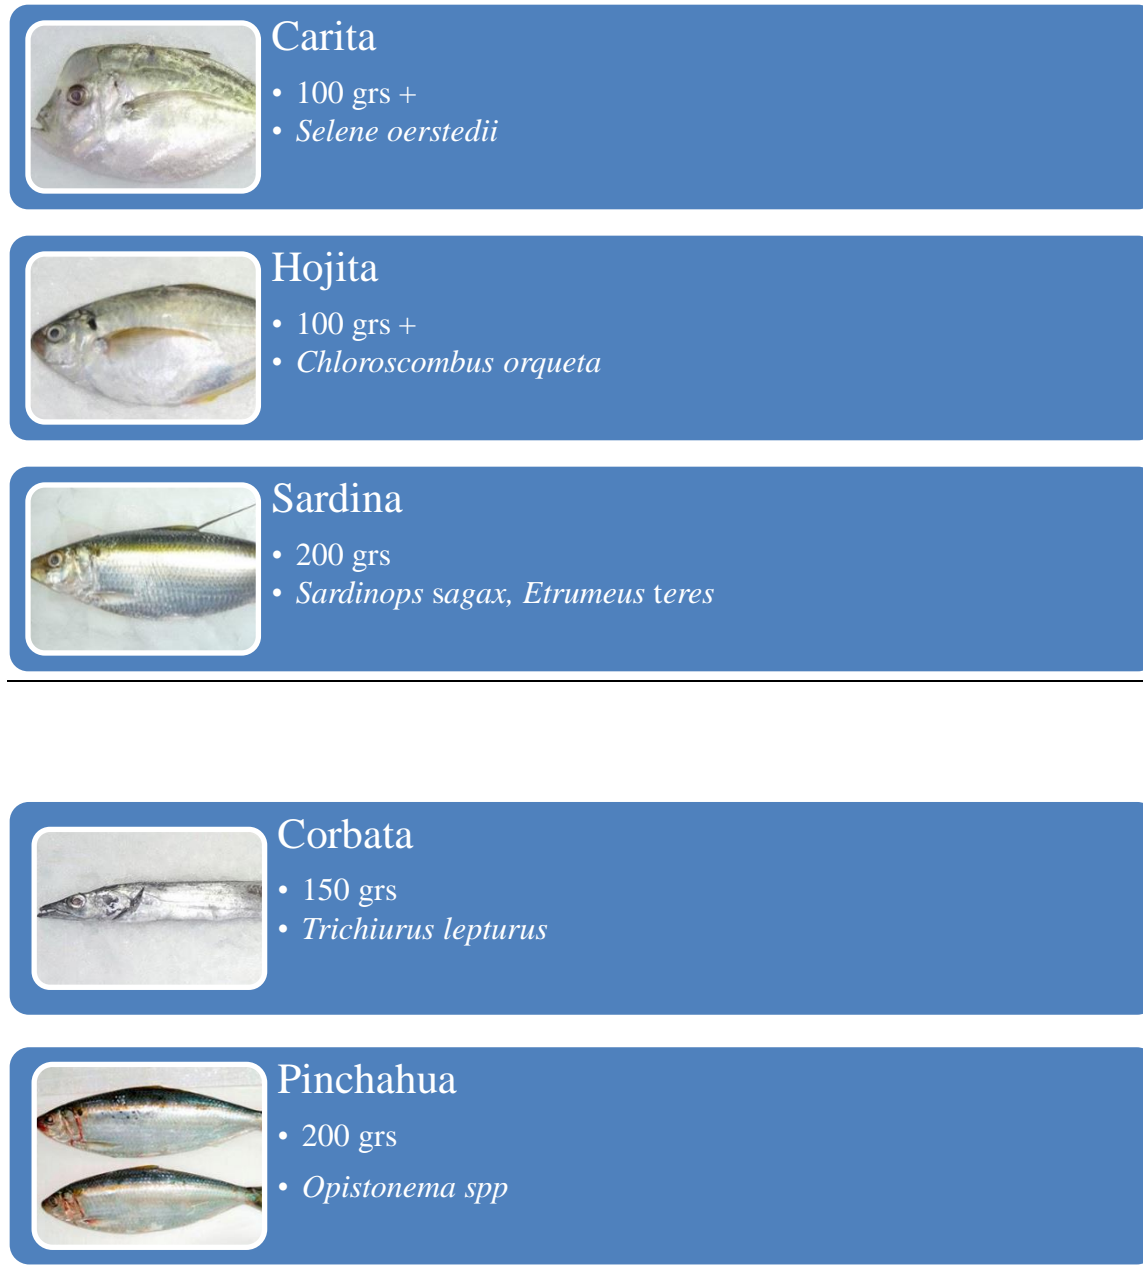 Carita
• 100 grs +
• Selene oerstedii
Hojita
• 100 grs +
• Chloroscombus orqueta
Sardina
• 200 grs
• Sardinops sagax, Etrumeus teres
Corbata
• 150 grs
• Trichiurus lepturus
Pinchahua
• 200 grs
• Opistonema spp